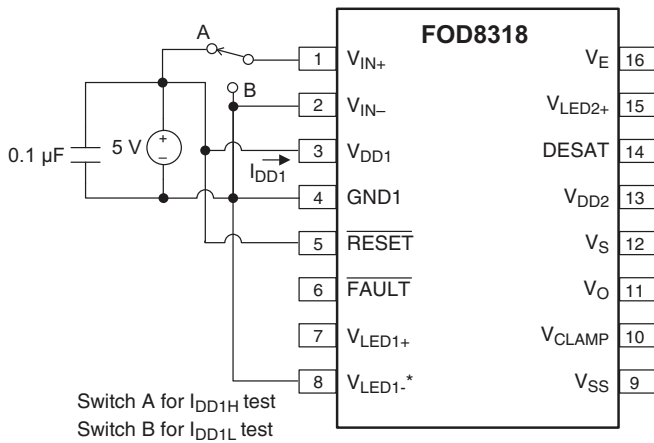 FOD8318
A
B
0.1 µF
5 V
+
–
I_DD1
1 V_IN+
2 V_IN–
3 V_DD1
4 GND1
5 R̅E̅S̅E̅T̅
6 F̅A̅U̅L̅T̅
7 V_LED1+
8 V_LED1-*
V_E 16
V_LED2+ 15
DESAT 14
V_DD2 13
V_S 12
V_O 11
V_CLAMP 10
V_SS 9
Switch A for I_DD1H test
Switch B for I_DD1L test